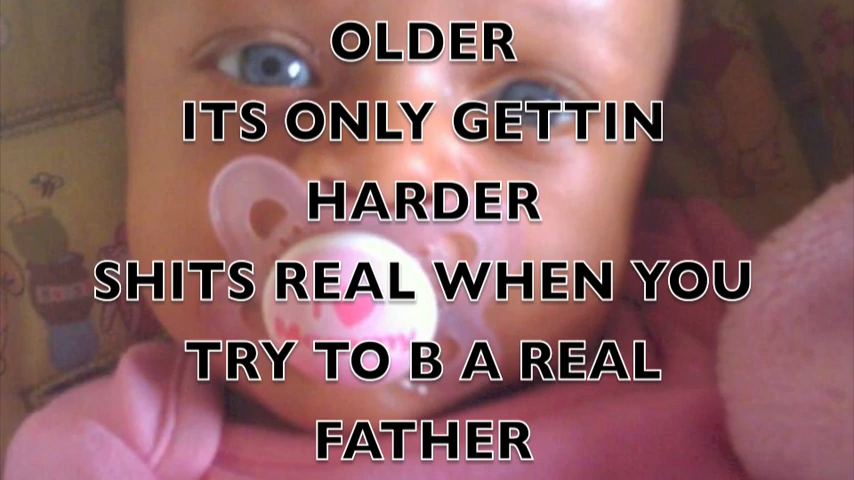 OLDER
ITS ONLY GETTIN
HARDER
SHITS REAL WHEN YOU
TRY TO B A REAL
FATHER